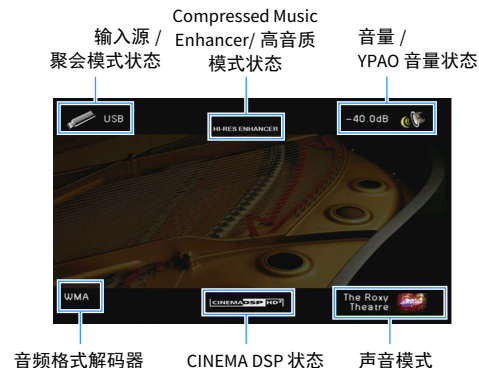 输入源 /
聚会模式状态
Compressed Music
Enhancer/ 高音质
模式状态
音量 /
YPAO 音量状态
USB
HI-RES ENHANCER
-40.0dB
WMA
CINEMA DSP HD³
The Roxy
Theatre
音频格式解码器
CINEMA DSP 状态
声音模式